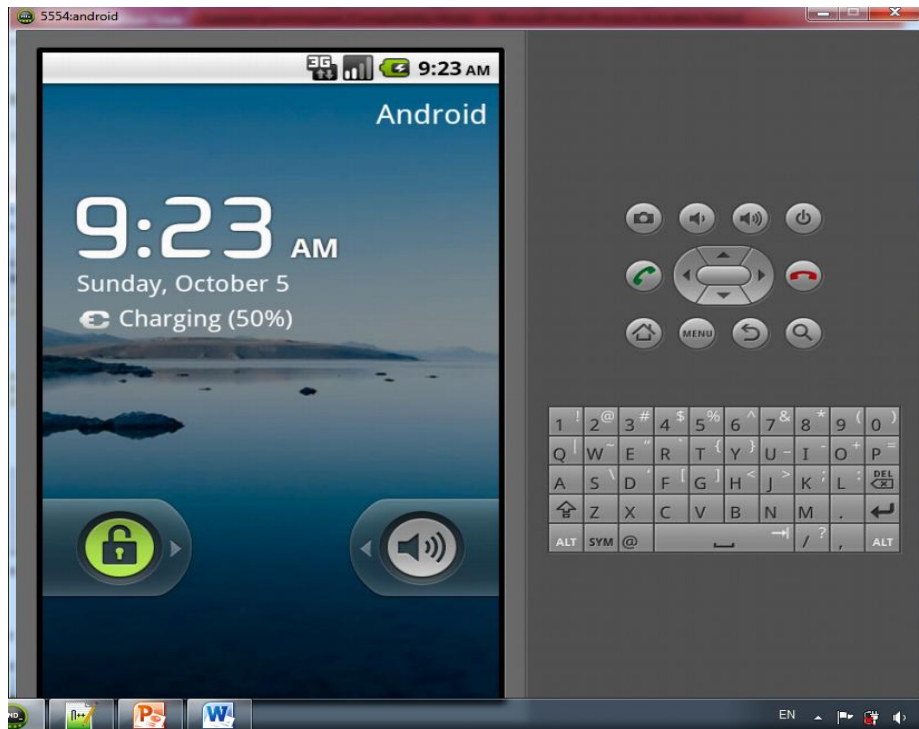 5554:android
3G 9:23 AM
Android
9:23 AM
Sunday, October 5
Charging (50%)
MENU
1 ! 2 @ 3 # 4 $ 5 % 6 ^ 7 & 8 * 9 ( 0 )
Q | W ~ E " R ` T { Y } U _ I - O + P =
A S \ D ' F [ G ] H < J > K ; L : DEL
Z X C V B N M .
ALT SYM @ / ? , ALT
EN